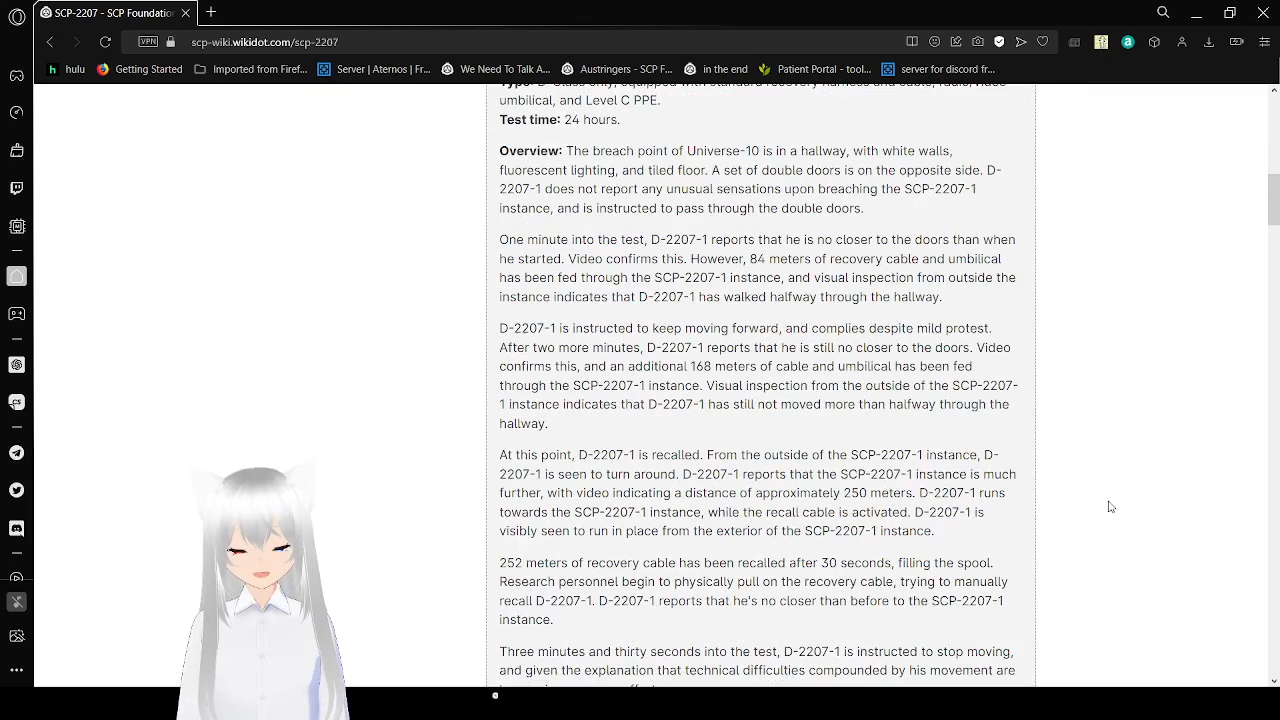 SCP-2207 - SCP Foundation
scp-wiki.wikidot.com/scp-2207
VPN
hulu
Getting Started
Imported from Firef...
Server | Aternos | Fr...
We Need To Talk A...
Austringers - SCP F...
in the end
Patient Portal - tool...
server for discord fr...
umbilical, and Level C PPE.
Test time: 24 hours.
Overview: The breach point of Universe-10 is in a hallway, with white walls,
fluorescent lighting, and tiled floor. A set of double doors is on the opposite side. D-
2207-1 does not report any unusual sensations upon breaching the SCP-2207-1
instance, and is instructed to pass through the double doors.
One minute into the test, D-2207-1 reports that he is no closer to the doors than when
he started. Video confirms this. However, 84 meters of recovery cable and umbilical
has been fed through the SCP-2207-1 instance, and visual inspection from outside the
instance indicates that D-2207-1 has walked halfway through the hallway.
D-2207-1 is instructed to keep moving forward, and complies despite mild protest.
After two more minutes, D-2207-1 reports that he is still no closer to the doors. Video
confirms this, and an additional 168 meters of cable and umbilical has been fed
through the SCP-2207-1 instance. Visual inspection from the outside of the SCP-2207-
1 instance indicates that D-2207-1 has still not moved more than halfway through the
hallway.
At this point, D-2207-1 is recalled. From the outside of the SCP-2207-1 instance, D-
2207-1 is seen to turn around. D-2207-1 reports that the SCP-2207-1 instance is much
further, with video indicating a distance of approximately 250 meters. D-2207-1 runs
towards the SCP-2207-1 instance, while the recall cable is activated. D-2207-1 is
visibly seen to run in place from the exterior of the SCP-2207-1 instance.
252 meters of recovery cable has been recalled after 30 seconds, filling the spool.
Research personnel begin to physically pull on the recovery cable, trying to manually
recall D-2207-1. D-2207-1 reports that he's no closer than before to the SCP-2207-1
instance.
Three minutes and thirty seconds into the test, D-2207-1 is instructed to stop moving,
and given the explanation that technical difficulties compounded by his movement are